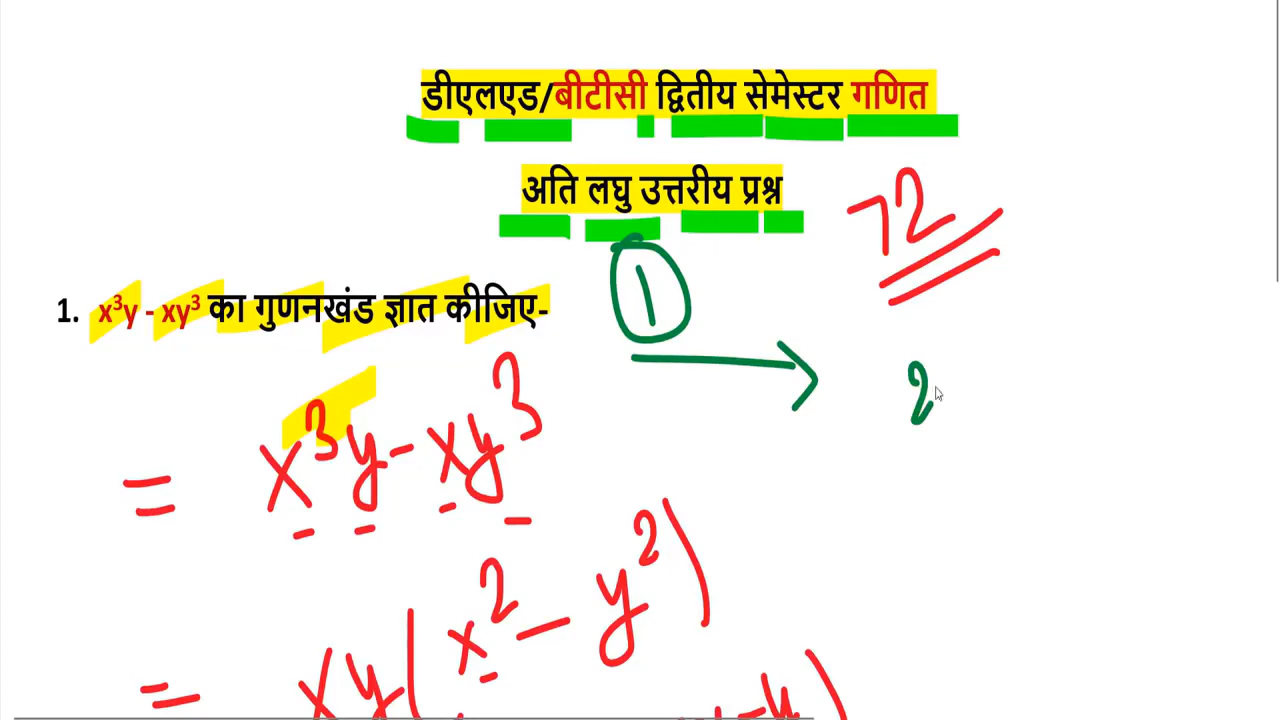 डीएलएड/बीटीसी द्वितीय सेमेस्टर गणित
अति लघु उत्तरीय प्रश्न
72
1
1. x³y - xy³ का गुणनखंड ज्ञात कीजिए-
2
= x³y - xy³
= xy(x² - y²)